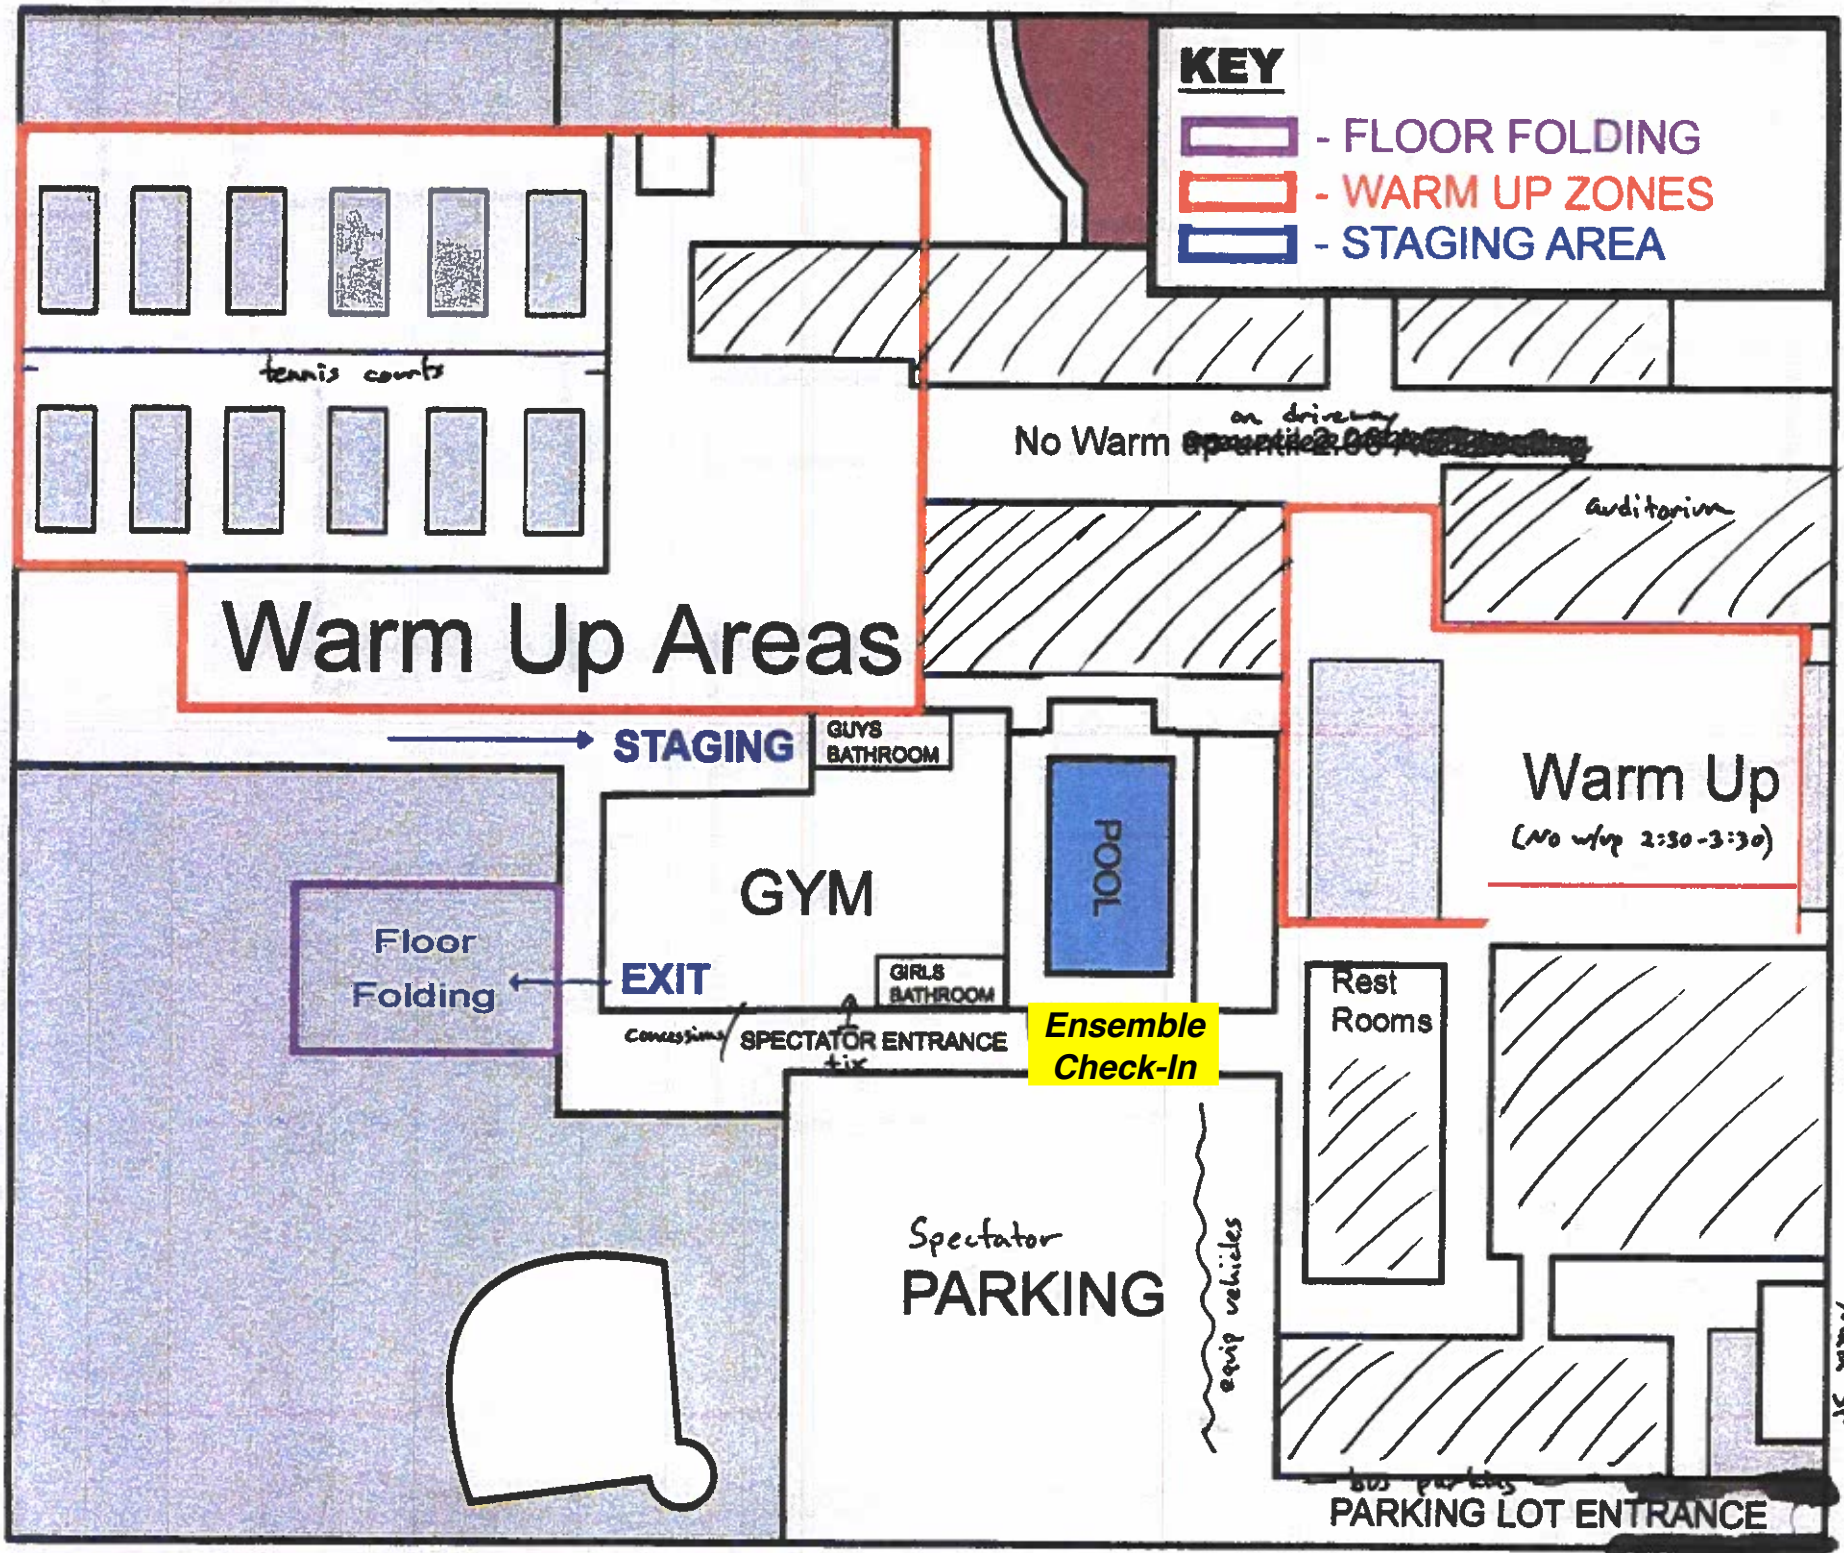 KEY
- FLOOR FOLDING
- WARM UP ZONES
- STAGING AREA
tennis courts
on driveway
No Warm
auditorium
Warm Up Areas
STAGING
GUYS
BATHROOM
Warm Up
(No w/up 2:30-3:30)
POOL
GYM
Floor
Folding
EXIT
GIRLS
BATHROOM
Rest
Rooms
concessions
SPECTATOR ENTRANCE
tix
Ensemble
Check-In
Spectator
PARKING
equip vehicles
bus parking
PARKING LOT ENTRANCE